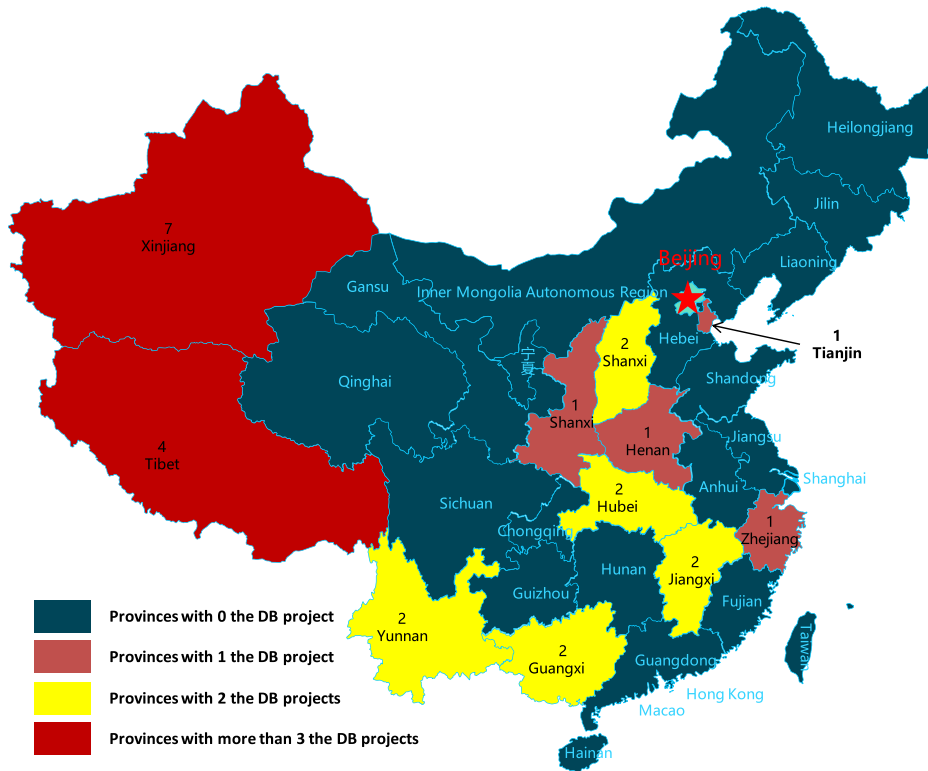 Heilongjiang
Jilin
7
Xinjiang
Beijing
Liaoning
Gansu
Inner Mongolia Autonomous Region
2
Shanxi
Hebei
1
Tianjin
宁
夏
Qinghai
Shandong
1
Shanxi
1
Henan
Jiangsu
4
Tibet
Shanghai
Anhui
Sichuan
2
Hubei
1
Zhejiang
Chongqing
Hunan
2
Jiangxi
Guizhou
Fujian
2
Yunnan
Taiwan
2
Guangxi
Guangdong
Hong Kong
Macao
Hainan
Provinces with 0 the DB project
Provinces with 1 the DB project
Provinces with 2 the DB projects
Provinces with more than 3 the DB projects